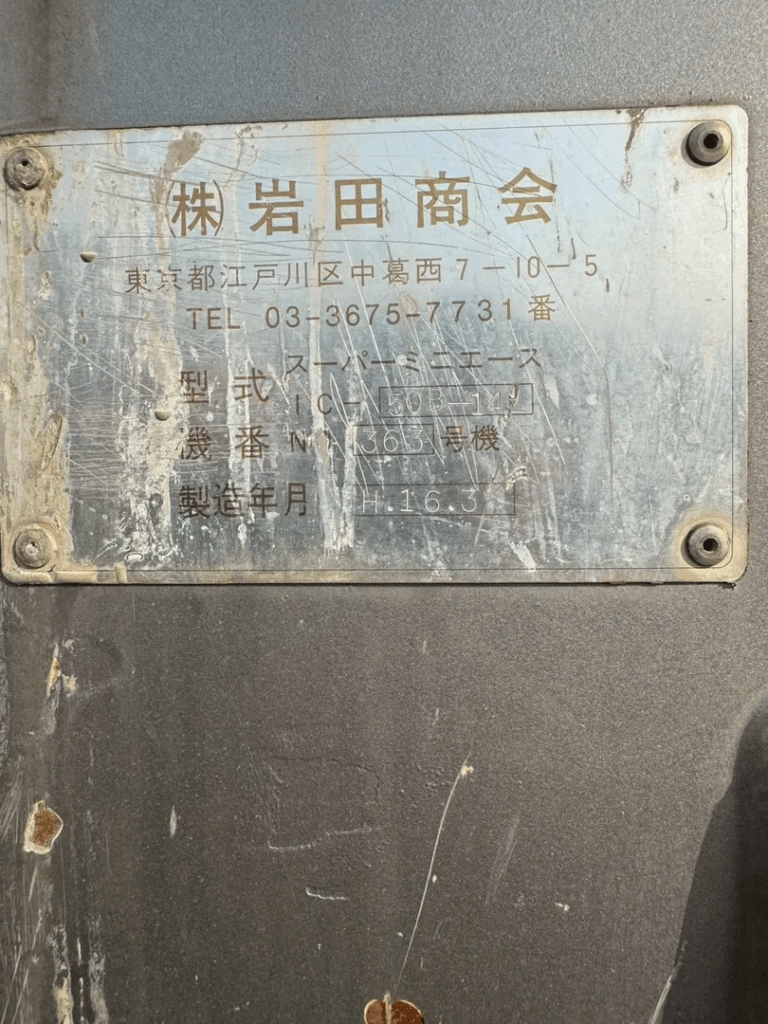 ㈱岩田商会
東京都江戸川区中葛西7-10-5
TEL 03-3675-7731番
型式 スーパーミニエース
IC-
機番 No. 363 号機
製造年月 H.16.3